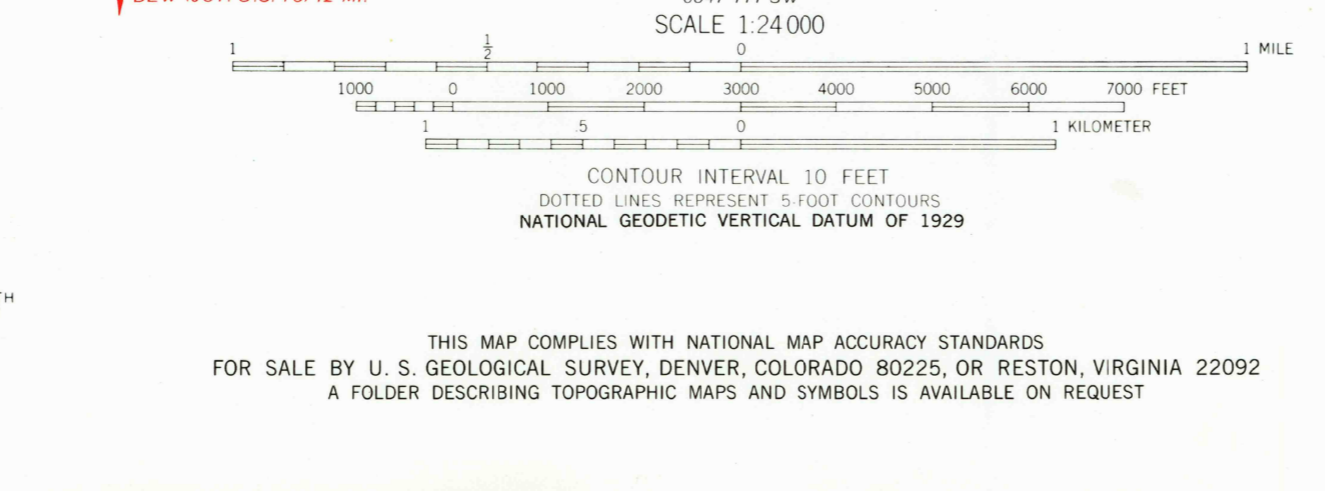 SCALE 1:24 000
1 ½ 0 1 MILE
1000 0 1000 2000 3000 4000 5000 6000 7000 FEET
1 .5 0 1 KILOMETER
CONTOUR INTERVAL 10 FEET
DOTTED LINES REPRESENT 5-FOOT CONTOURS
NATIONAL GEODETIC VERTICAL DATUM OF 1929
TH
THIS MAP COMPLIES WITH NATIONAL MAP ACCURACY STANDARDS
FOR SALE BY U. S. GEOLOGICAL SURVEY, DENVER, COLORADO 80225, OR RESTON, VIRGINIA 22092
A FOLDER DESCRIBING TOPOGRAPHIC MAPS AND SYMBOLS IS AVAILABLE ON REQUEST